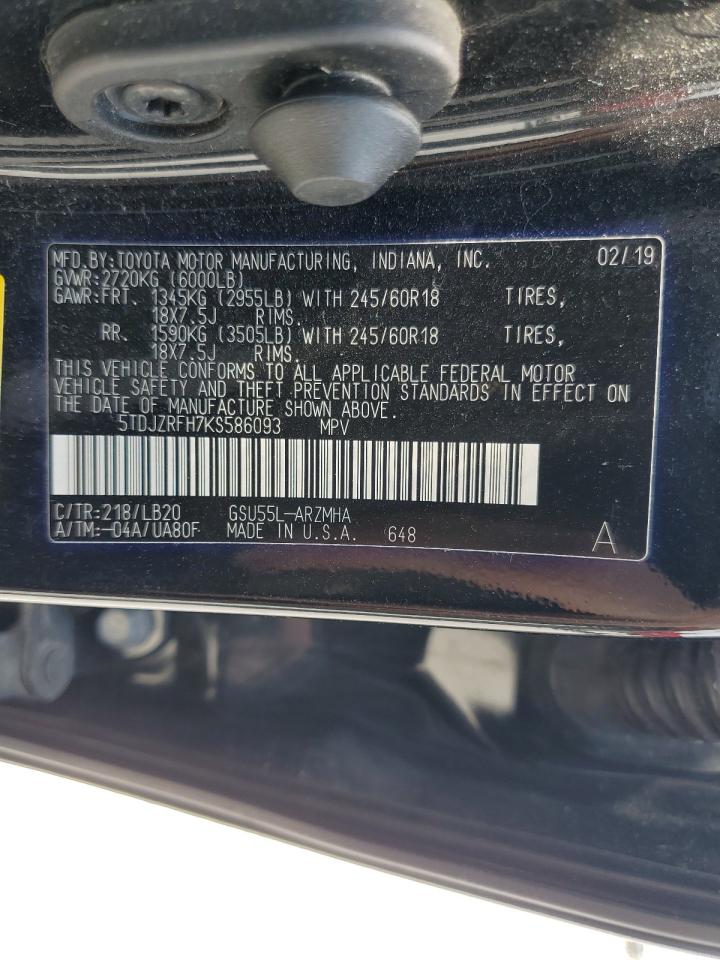 MFD.BY:TOYOTA MOTOR MANUFACTURING, INDIANA, INC. 02/19
GVWR:2720KG (6000LB)
GAWR:FRT. 1345KG (2955LB) WITH 245/60R18 TIRES,
18X7.5J RIMS.
RR. 1590KG (3505LB) WITH 245/60R18 TIRES,
18X7.5J RIMS.
THIS VEHICLE CONFORMS TO ALL APPLICABLE FEDERAL MOTOR
VEHICLE SAFETY AND THEFT PREVENTION STANDARDS IN EFFECT ON
THE DATE OF MANUFACTURE SHOWN ABOVE.
5TDJZRFH7KS586093 MPV
C/TR:218/LB20 GSU55L-ARZMHA
A/TM:-04A/UA80F MADE IN U.S.A. 648 A